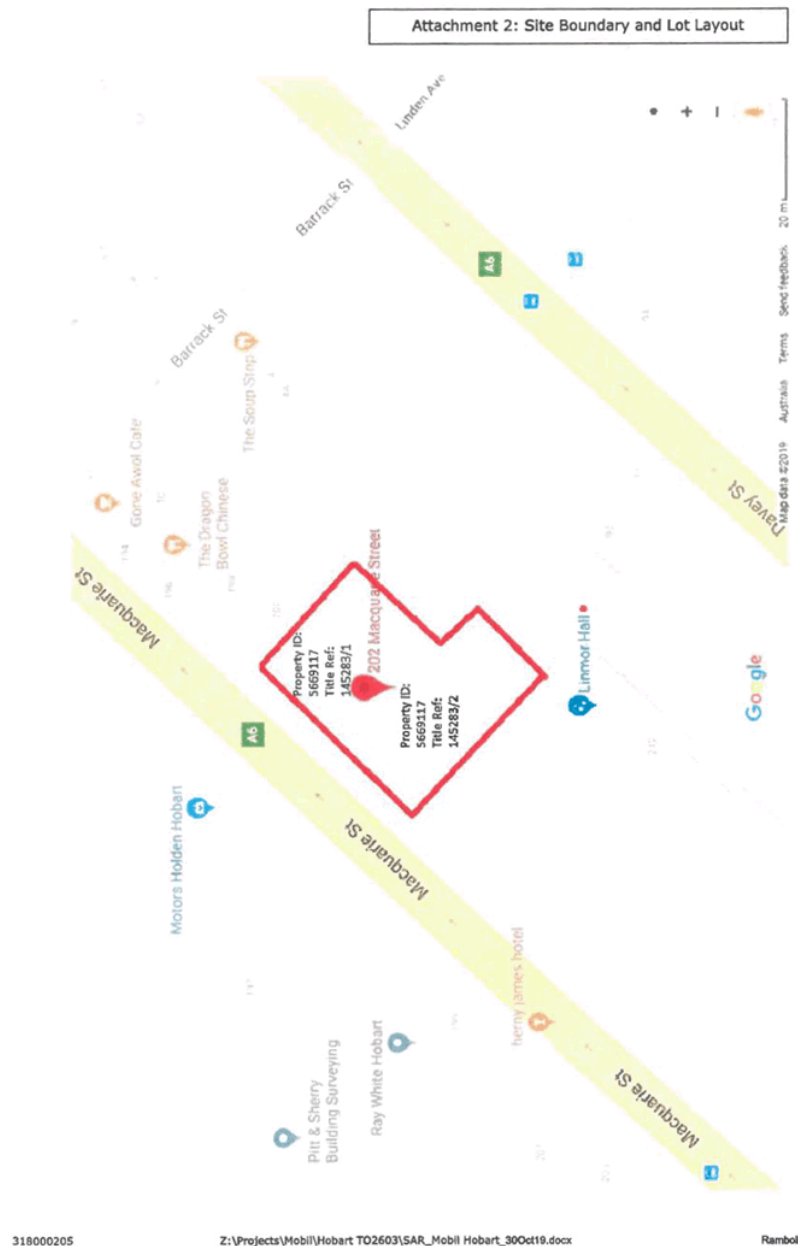 Attachment 2: Site Boundary and Lot Layout
Linden Ave
Barrack St
Barrack St
A6
The Soup Stop
Gone Awol Cafe
The Dragon
Bowl Chinese
Macquarie St
Davey St
202 Macquarie Street
Property ID:
5669117
Title Ref:
145283/1
Property ID:
5669117
Title Ref:
145283/2
A6
Linmor Hall
Motors Holden Hobart
Macquarie St
Pitt & Sherry
Building Surveying
Ray White Hobart
Macquarie St
Google
Map data ©2019 Australia Terms Send feedback 20 m
318000205
Z:\Projects\Mobil\Hobart TO2603\SAR_Mobil Hobart_30Oct19.docx
Rambol